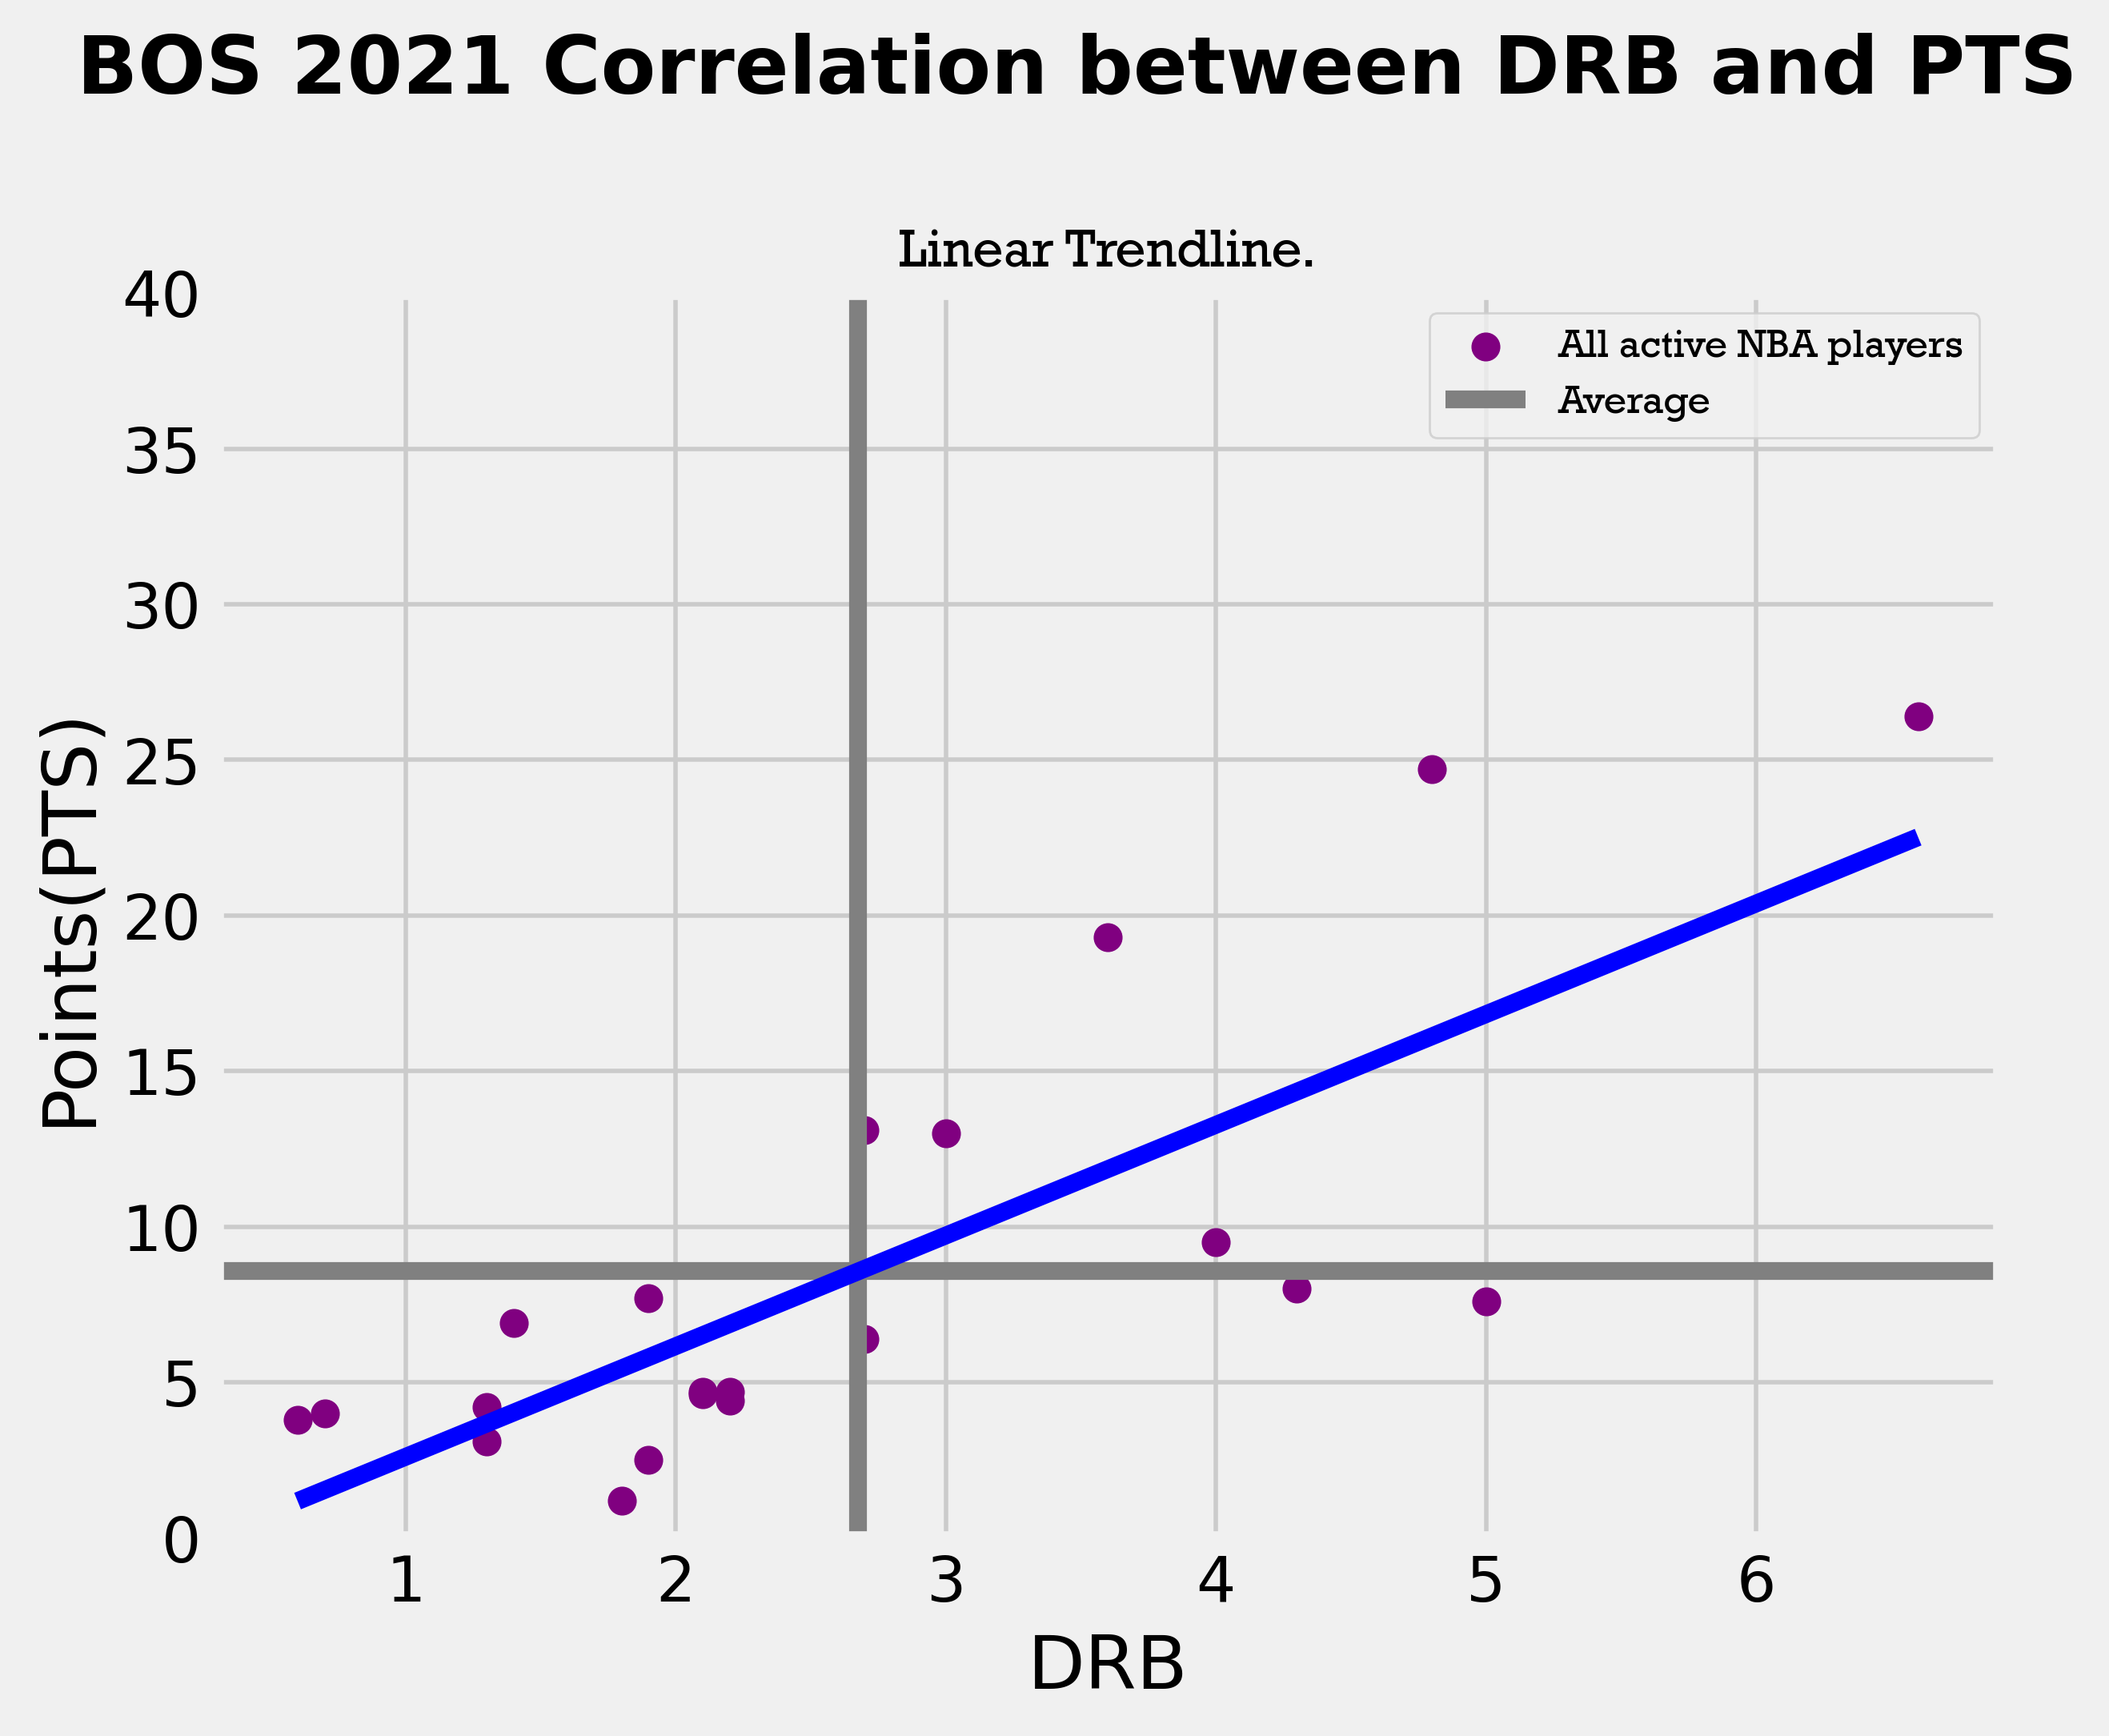 BOS 2021 Correlation between DRB and PTS
Linear Trendline.
All active NBA players
Average
40
35
30
25
20
15
10
5
0
Points(PTS)
1 2 3 4 5 6
DRB